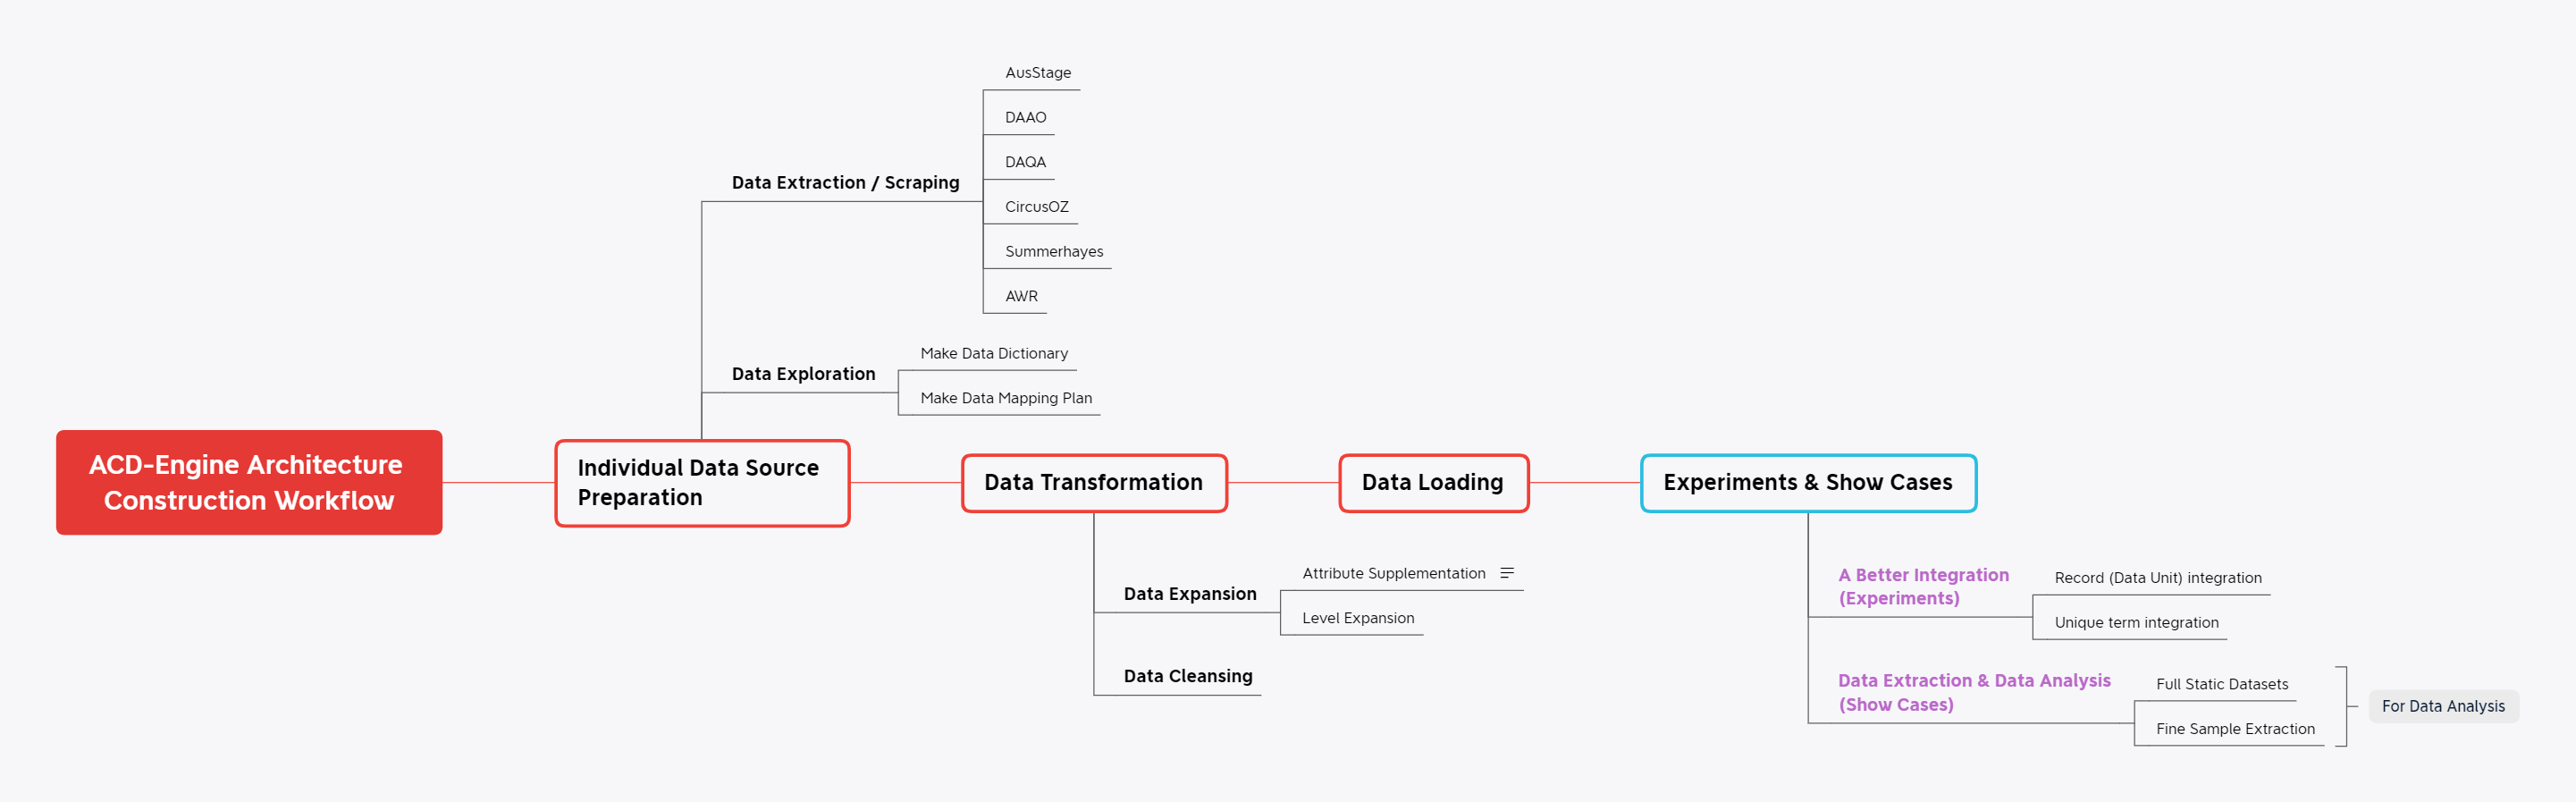 ACD-Engine Architecture
Construction Workflow
Individual Data Source
Preparation
Data Extraction / Scraping
AusStage
DAAO
DAQA
CircusOZ
Summerhayes
AWR
Data Exploration
Make Data Dictionary
Make Data Mapping Plan
Data Transformation
Data Expansion
Attribute Supplementation
Level Expansion
Data Cleansing
Data Loading
Experiments & Show Cases
A Better Integration
(Experiments)
Record (Data Unit) integration
Unique term integration
Data Extraction & Data Analysis
(Show Cases)
Full Static Datasets
Fine Sample Extraction
For Data Analysis